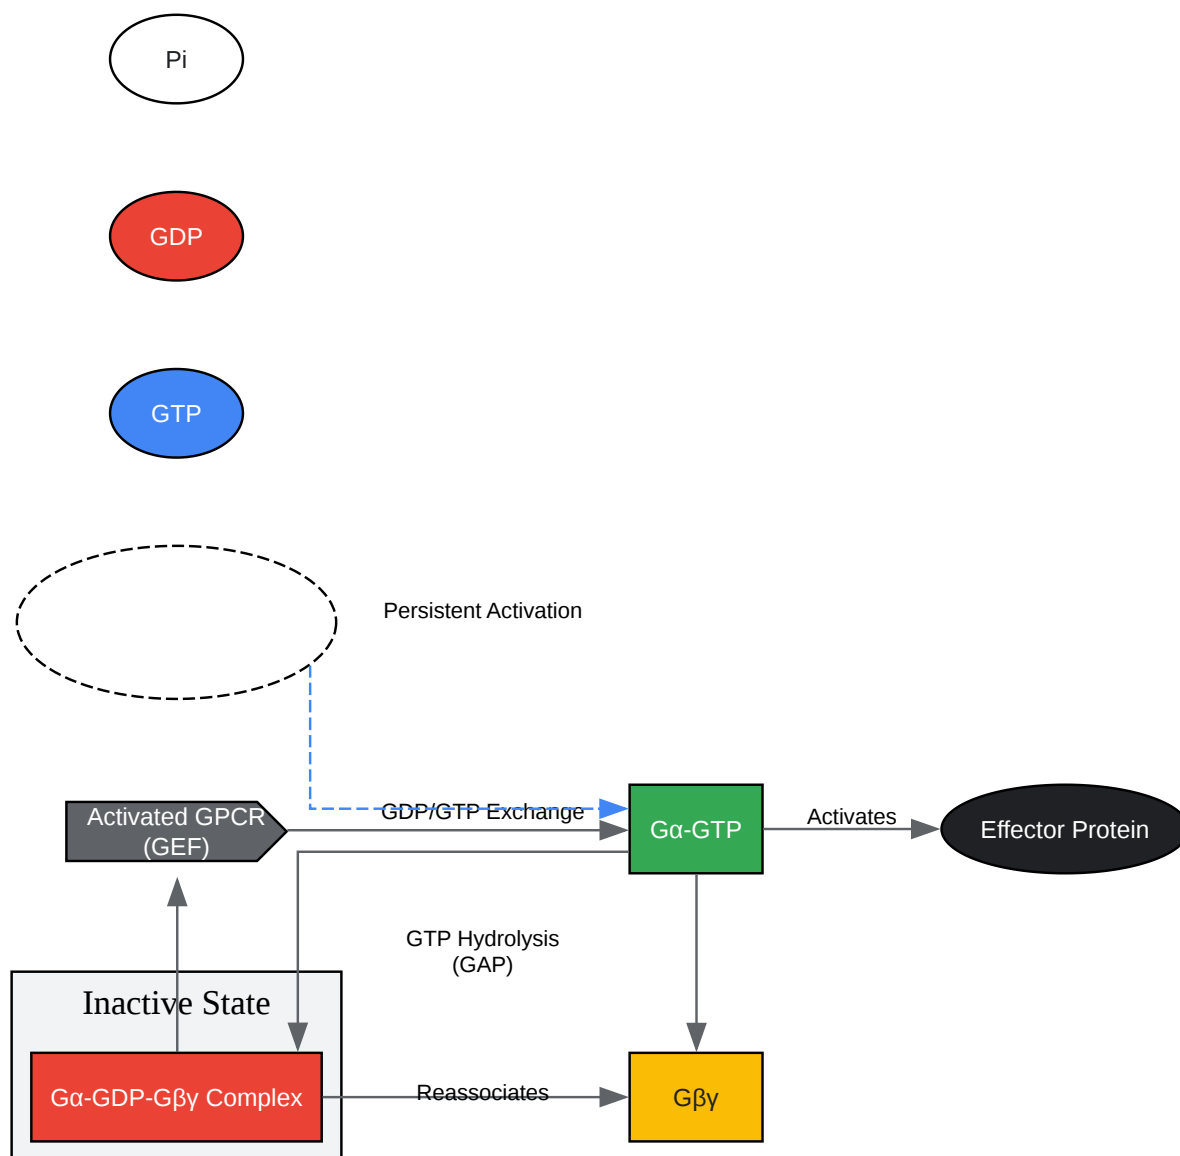 Pi
GDP
GTP
Persistent Activation
Activated GPCR
(GEF)
GDP/GTP Exchange
Gα-GTP
Activates
Effector Protein
GTP Hydrolysis
(GAP)
Inactive State
Gα-GDP-Gβγ Complex
Reassociates
Gβγ